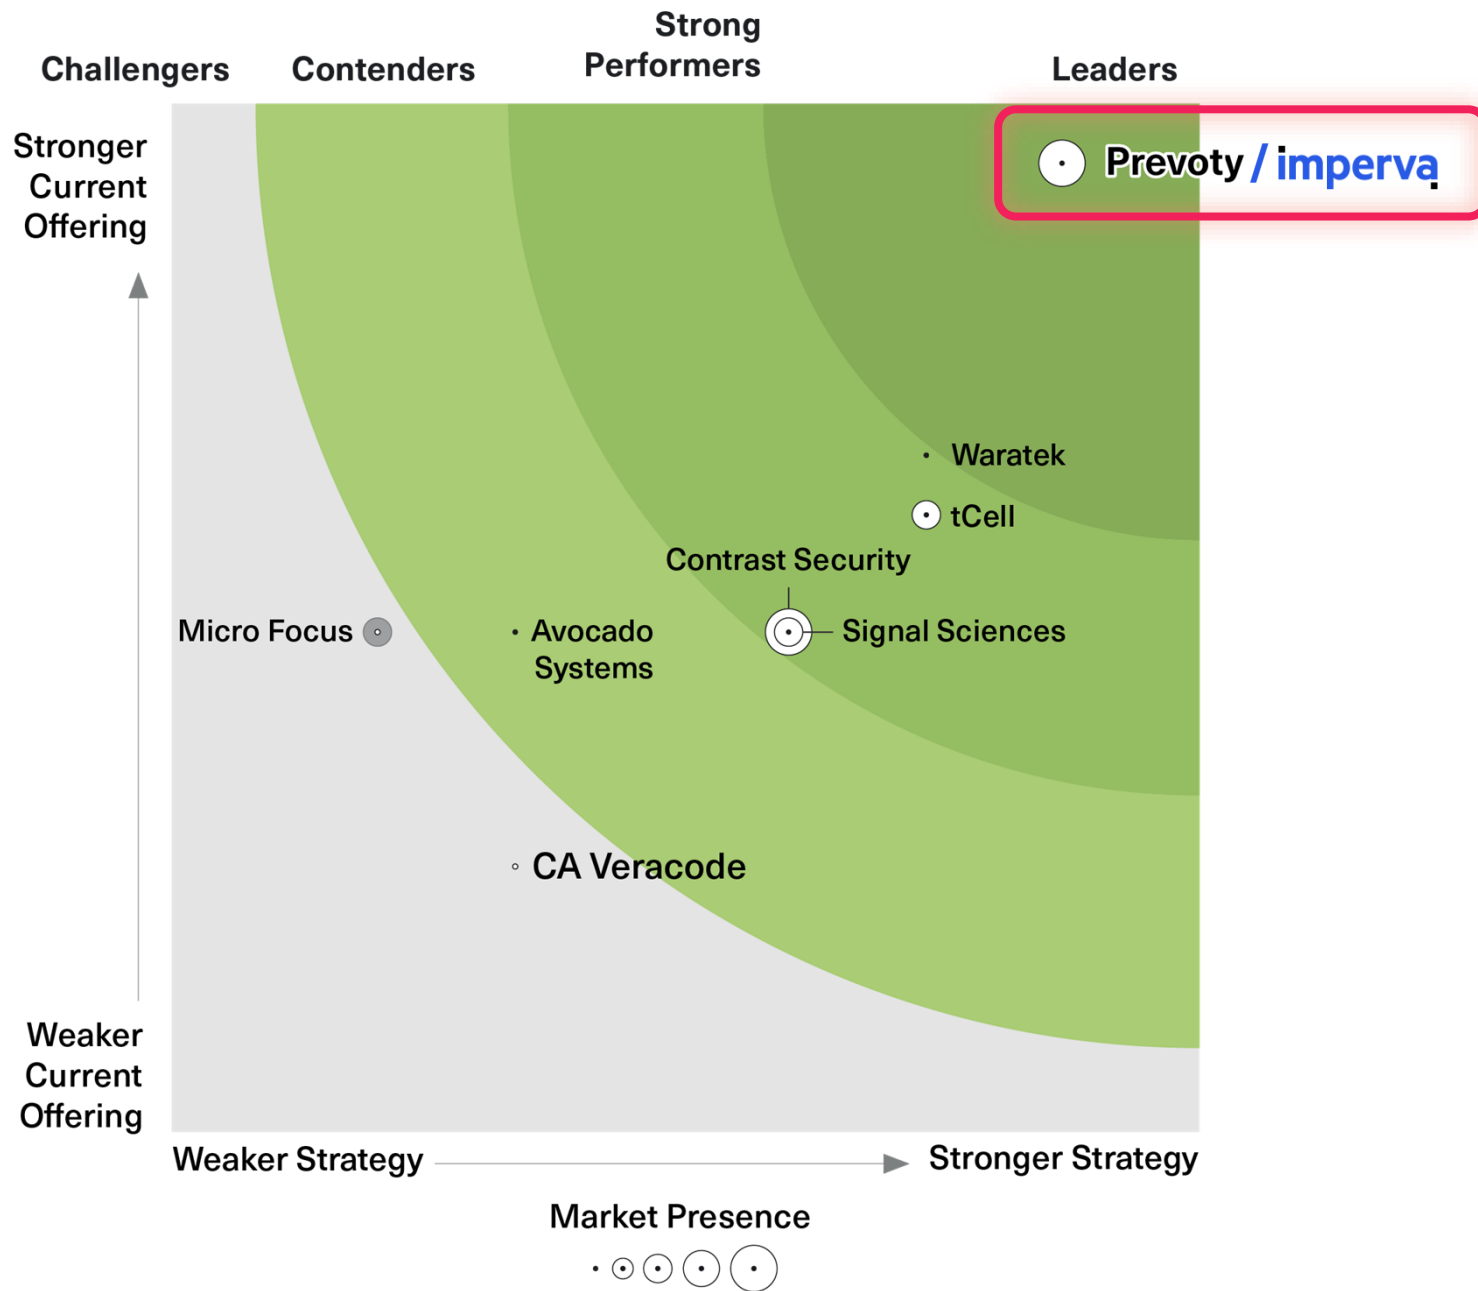 Strong
Performers
Challengers
Contenders
Leaders
Stronger
Current
Offering
Prevoty / imperva
Waratek
tCell
Contrast Security
Micro Focus
Avocado
Systems
Signal Sciences
CA Veracode
Weaker
Current
Offering
Weaker Strategy
Stronger Strategy
Market Presence